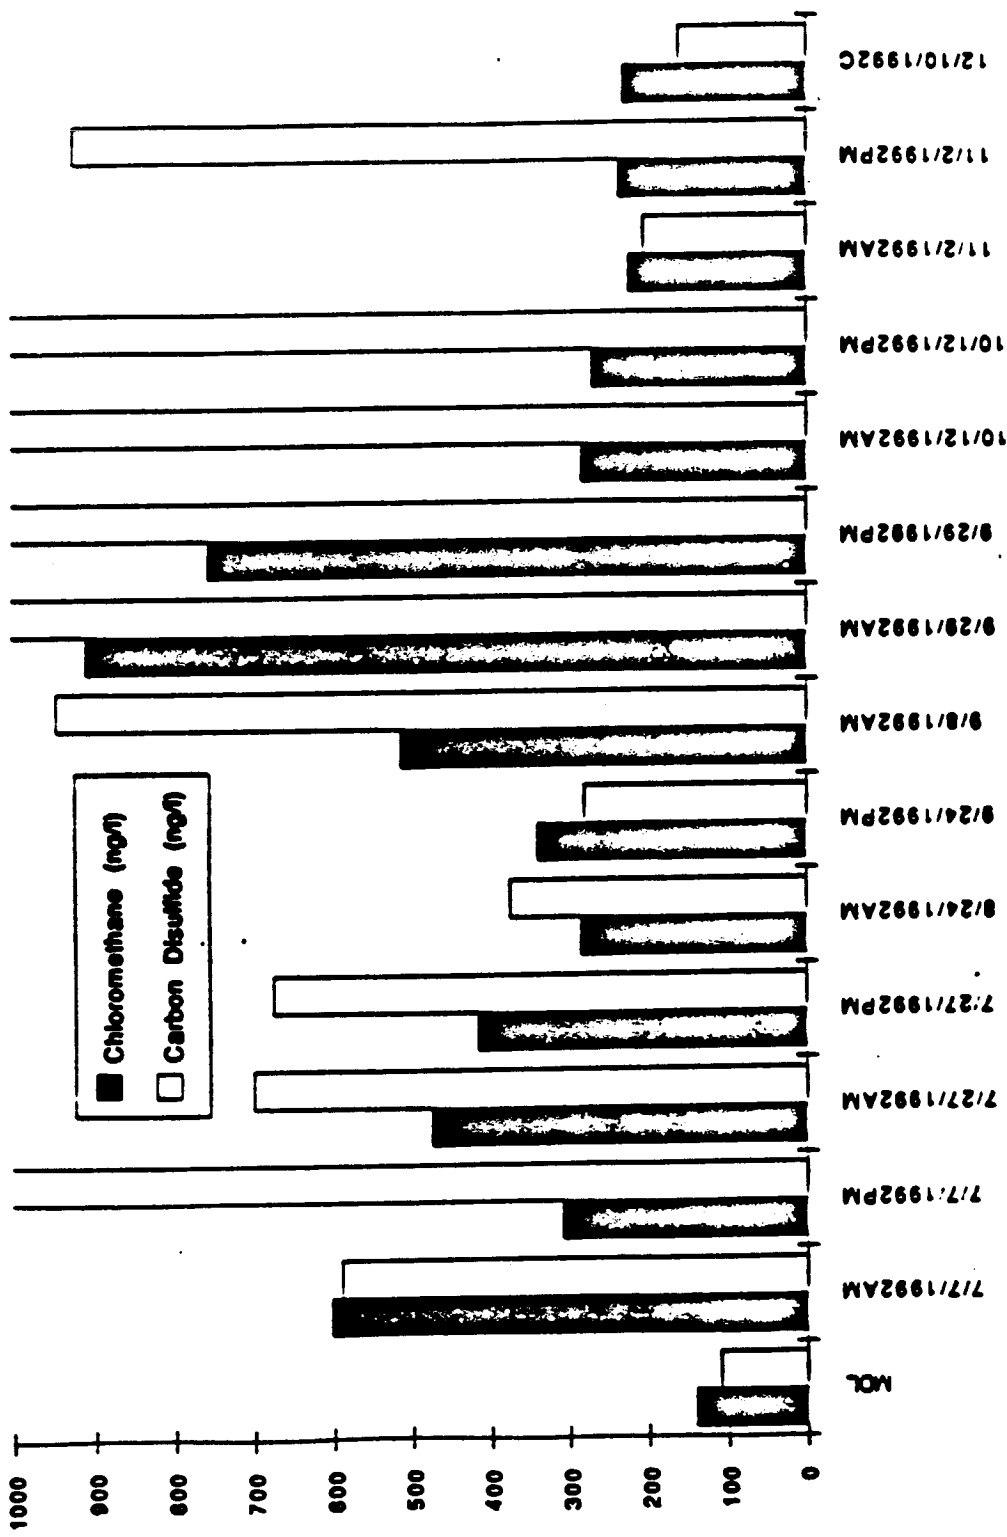 1000
900
800
700
600
500
400
300
200
100
0
Chloromethane (ng/l)
Carbon Disulfide (ng/l)
MDL
7/7/1992AM
7/7/1992PM
7/27/1992AM
7/27/1992PM
8/24/1992AM
9/24/1992PM
9/8/1992AM
9/29/1992AM
9/29/1992PM
10/12/1992AM
10/12/1992PM
11/2/1992AM
11/2/1992PM
12/10/1992C